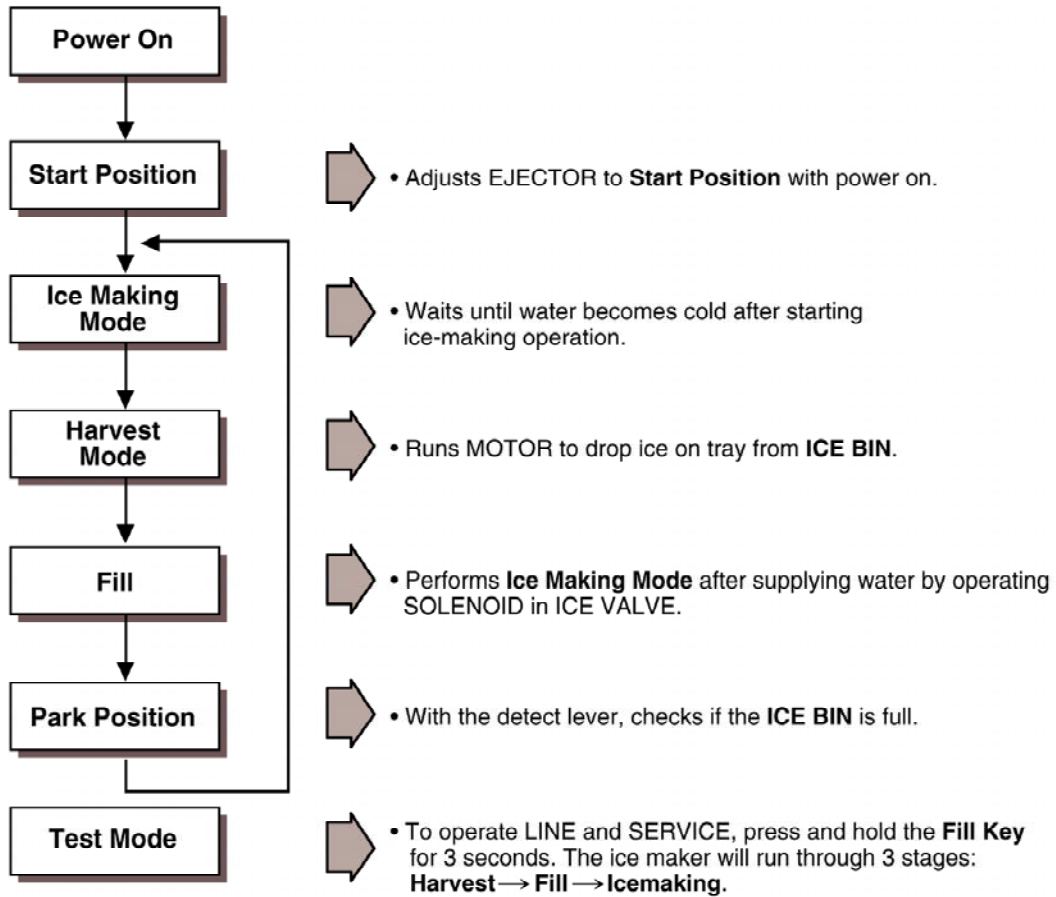 Power On
Start Position
• Adjusts EJECTOR to Start Position with power on.
Ice Making
Mode
• Waits until water becomes cold after starting
ice-making operation.
Harvest
Mode
• Runs MOTOR to drop ice on tray from ICE BIN.
Fill
• Performs Ice Making Mode after supplying water by operating
SOLENOID in ICE VALVE.
Park Position
• With the detect lever, checks if the ICE BIN is full.
Test Mode
• To operate LINE and SERVICE, press and hold the Fill Key
for 3 seconds. The ice maker will run through 3 stages:
Harvest→Fill→Icemaking.